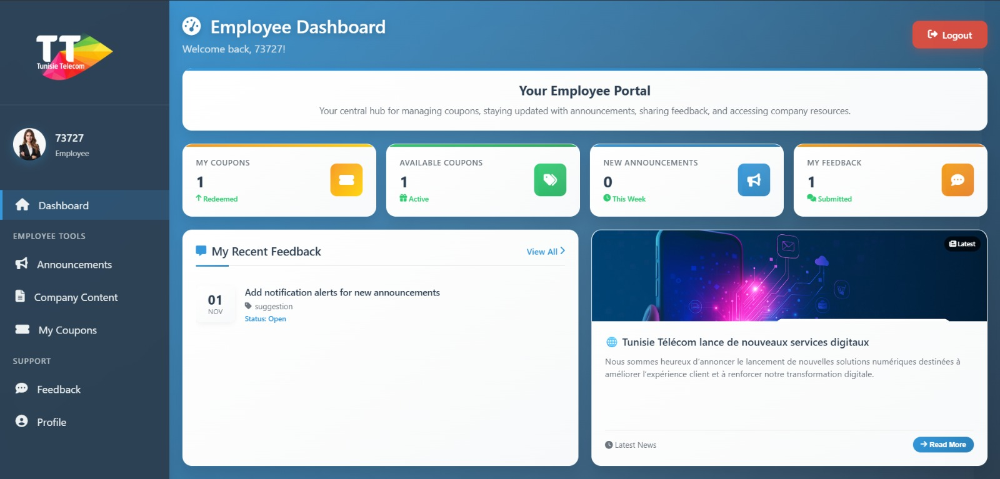 TT
Tunisie Telecom
73727
Employee
Dashboard
EMPLOYEE TOOLS
Announcements
Company Content
My Coupons
SUPPORT
Feedback
Profile
Employee Dashboard
Welcome back, 73727!
Logout
Your Employee Portal
Your central hub for managing coupons, staying updated with announcements, sharing feedback, and accessing company resources.
MY COUPONS
1
Redeemed
AVAILABLE COUPONS
1
Active
NEW ANNOUNCEMENTS
0
This Week
MY FEEDBACK
1
Submitted
My Recent Feedback
View All
01
NOV
Add notification alerts for new announcements
suggestion
Status: Open
Latest
Tunisie Télécom lance de nouveaux services digitaux
Nous sommes heureux d’annoncer le lancement de nouvelles solutions numériques destinées à
améliorer l’expérience client et à renforcer notre transformation digitale.
Latest News
Read More